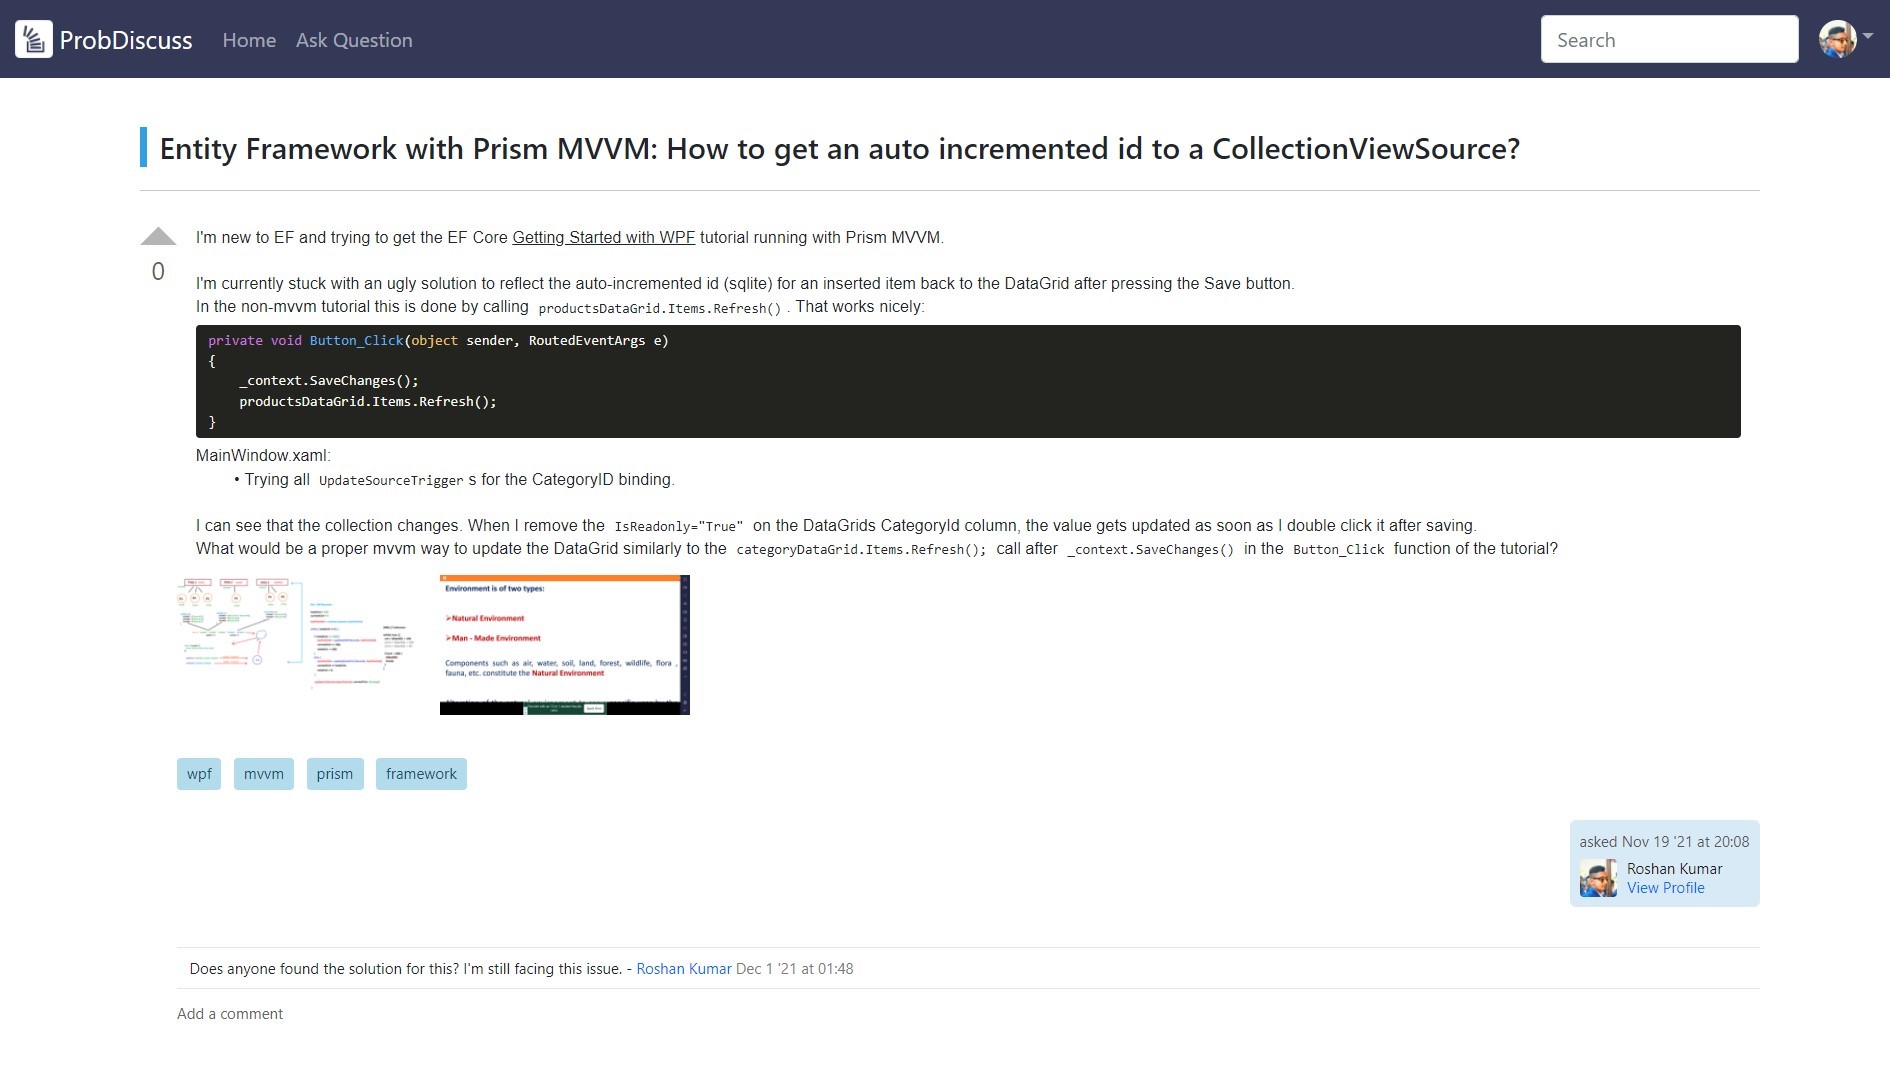 ProbDiscuss Home Ask Question Search
Entity Framework with Prism MVVM: How to get an auto incremented id to a CollectionViewSource?
I'm new to EF and trying to get the EF Core Getting Started with WPF tutorial running with Prism MVVM.
0
I'm currently stuck with an ugly solution to reflect the auto-incremented id (sqlite) for an inserted item back to the DataGrid after pressing the Save button.
In the non-mvvm tutorial this is done by calling productsDataGrid.Items.Refresh() . That works nicely:
private void Button_Click(object sender, RoutedEventArgs e)
{
    _context.SaveChanges();
    productsDataGrid.Items.Refresh();
}
MainWindow.xaml:
• Trying all UpdateSourceTrigger s for the CategoryID binding.
I can see that the collection changes. When I remove the IsReadonly="True" on the DataGrids CategoryId column, the value gets updated as soon as I double click it after saving.
What would be a proper mvvm way to update the DataGrid similarly to the categoryDataGrid.Items.Refresh(); call after _context.SaveChanges() in the Button_Click function of the tutorial?
Environment is of two types:
➢Natural Environment
➢Man - Made Environment
Components such as air, water, soil, land, forest, wildlife, flora ,
fauna, etc. constitute the Natural Environment
wpf mvvm prism framework
asked Nov 19 '21 at 20:08
Roshan Kumar
View Profile
Does anyone found the solution for this? I'm still facing this issue. - Roshan Kumar Dec 1 '21 at 01:48
Add a comment